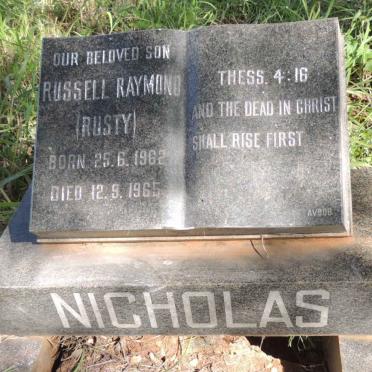 OUR BELOVED SON
RUSSELL RAYMOND
(RUSTY)
BORN 25.6.1962
DIED 12.9.1965
THESS. 4:16
AND THE DEAD IN CHRIST
SHALL RISE FIRST
AVBOB
NICHOLAS